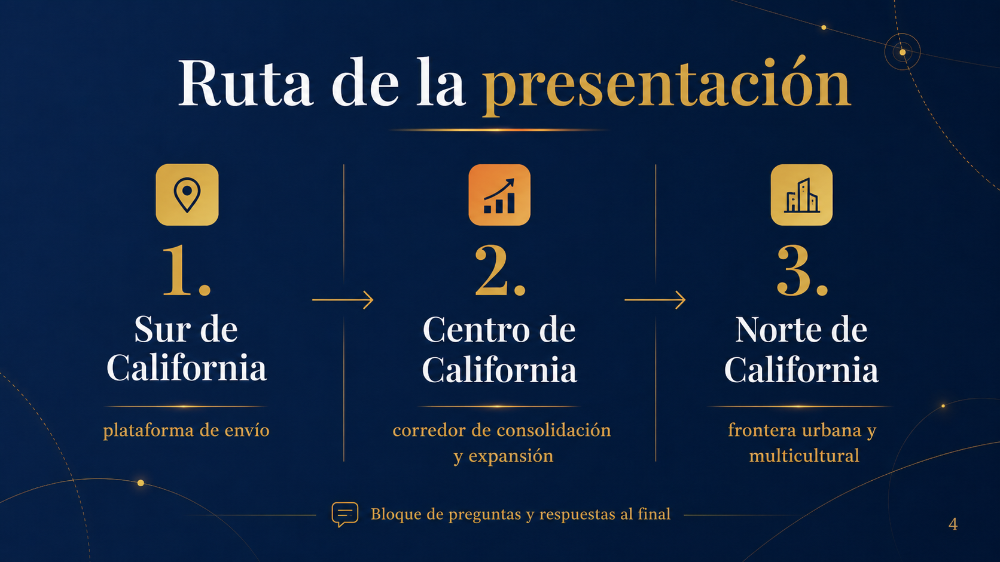 Ruta de la presentación
1.
Sur de
California
plataforma de envío
2.
Centro de
California
corredor de consolidación
y expansión
3.
Norte de
California
frontera urbana y
multicultural
Bloque de preguntas y respuestas al final
4